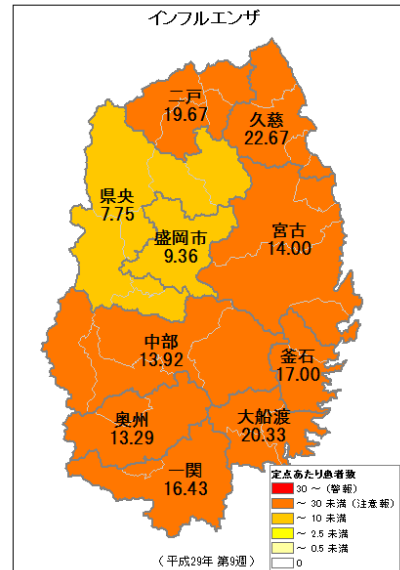 インフルエンザ
二戸
19.67
久慈
22.67
県央
7.75
盛岡市
9.36
宮古
14.00
中部
13.92
釜石
17.00
奥州
13.29
大船渡
20.33
一関
16.43
定点あたり患者数
30 ~ (警報)
~ 30 未満 (注意報)
~ 10 未満
~ 2.5 未満
~ 0.5 未満
0
(平成29年 第9週)